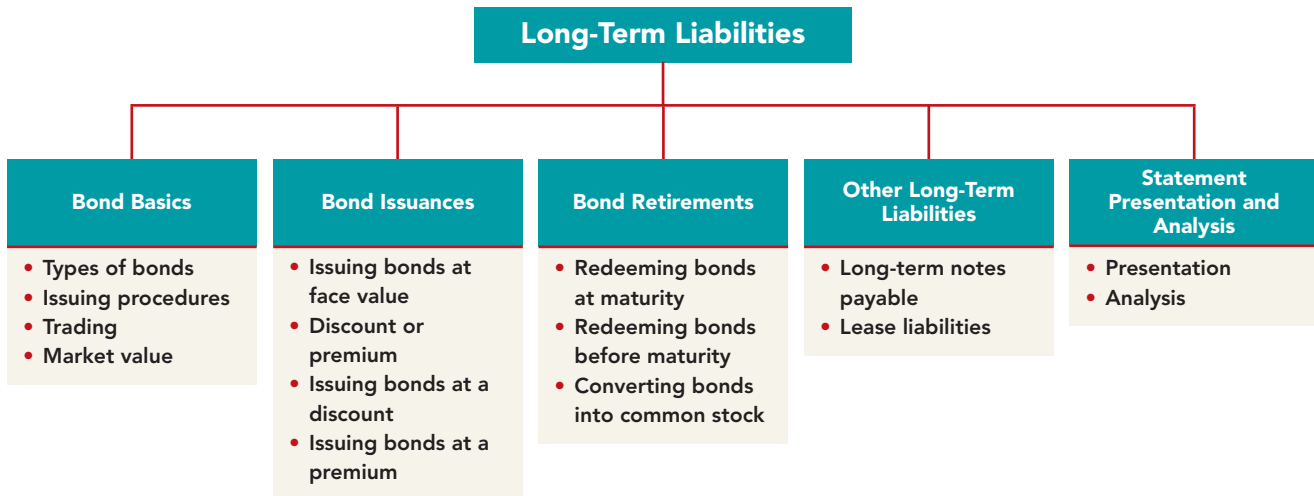 Long-Term Liabilities
Bond Basics
• Types of bonds
• Issuing procedures
• Trading
• Market value
Bond Issuances
• Issuing bonds at
face value
• Discount or
premium
• Issuing bonds at a
discount
• Issuing bonds at a
premium
Bond Retirements
• Redeeming bonds
at maturity
• Redeeming bonds
before maturity
• Converting bonds
into common stock
Other Long-Term
Liabilities
• Long-term notes
payable
• Lease liabilities
Statement
Presentation and
Analysis
• Presentation
• Analysis